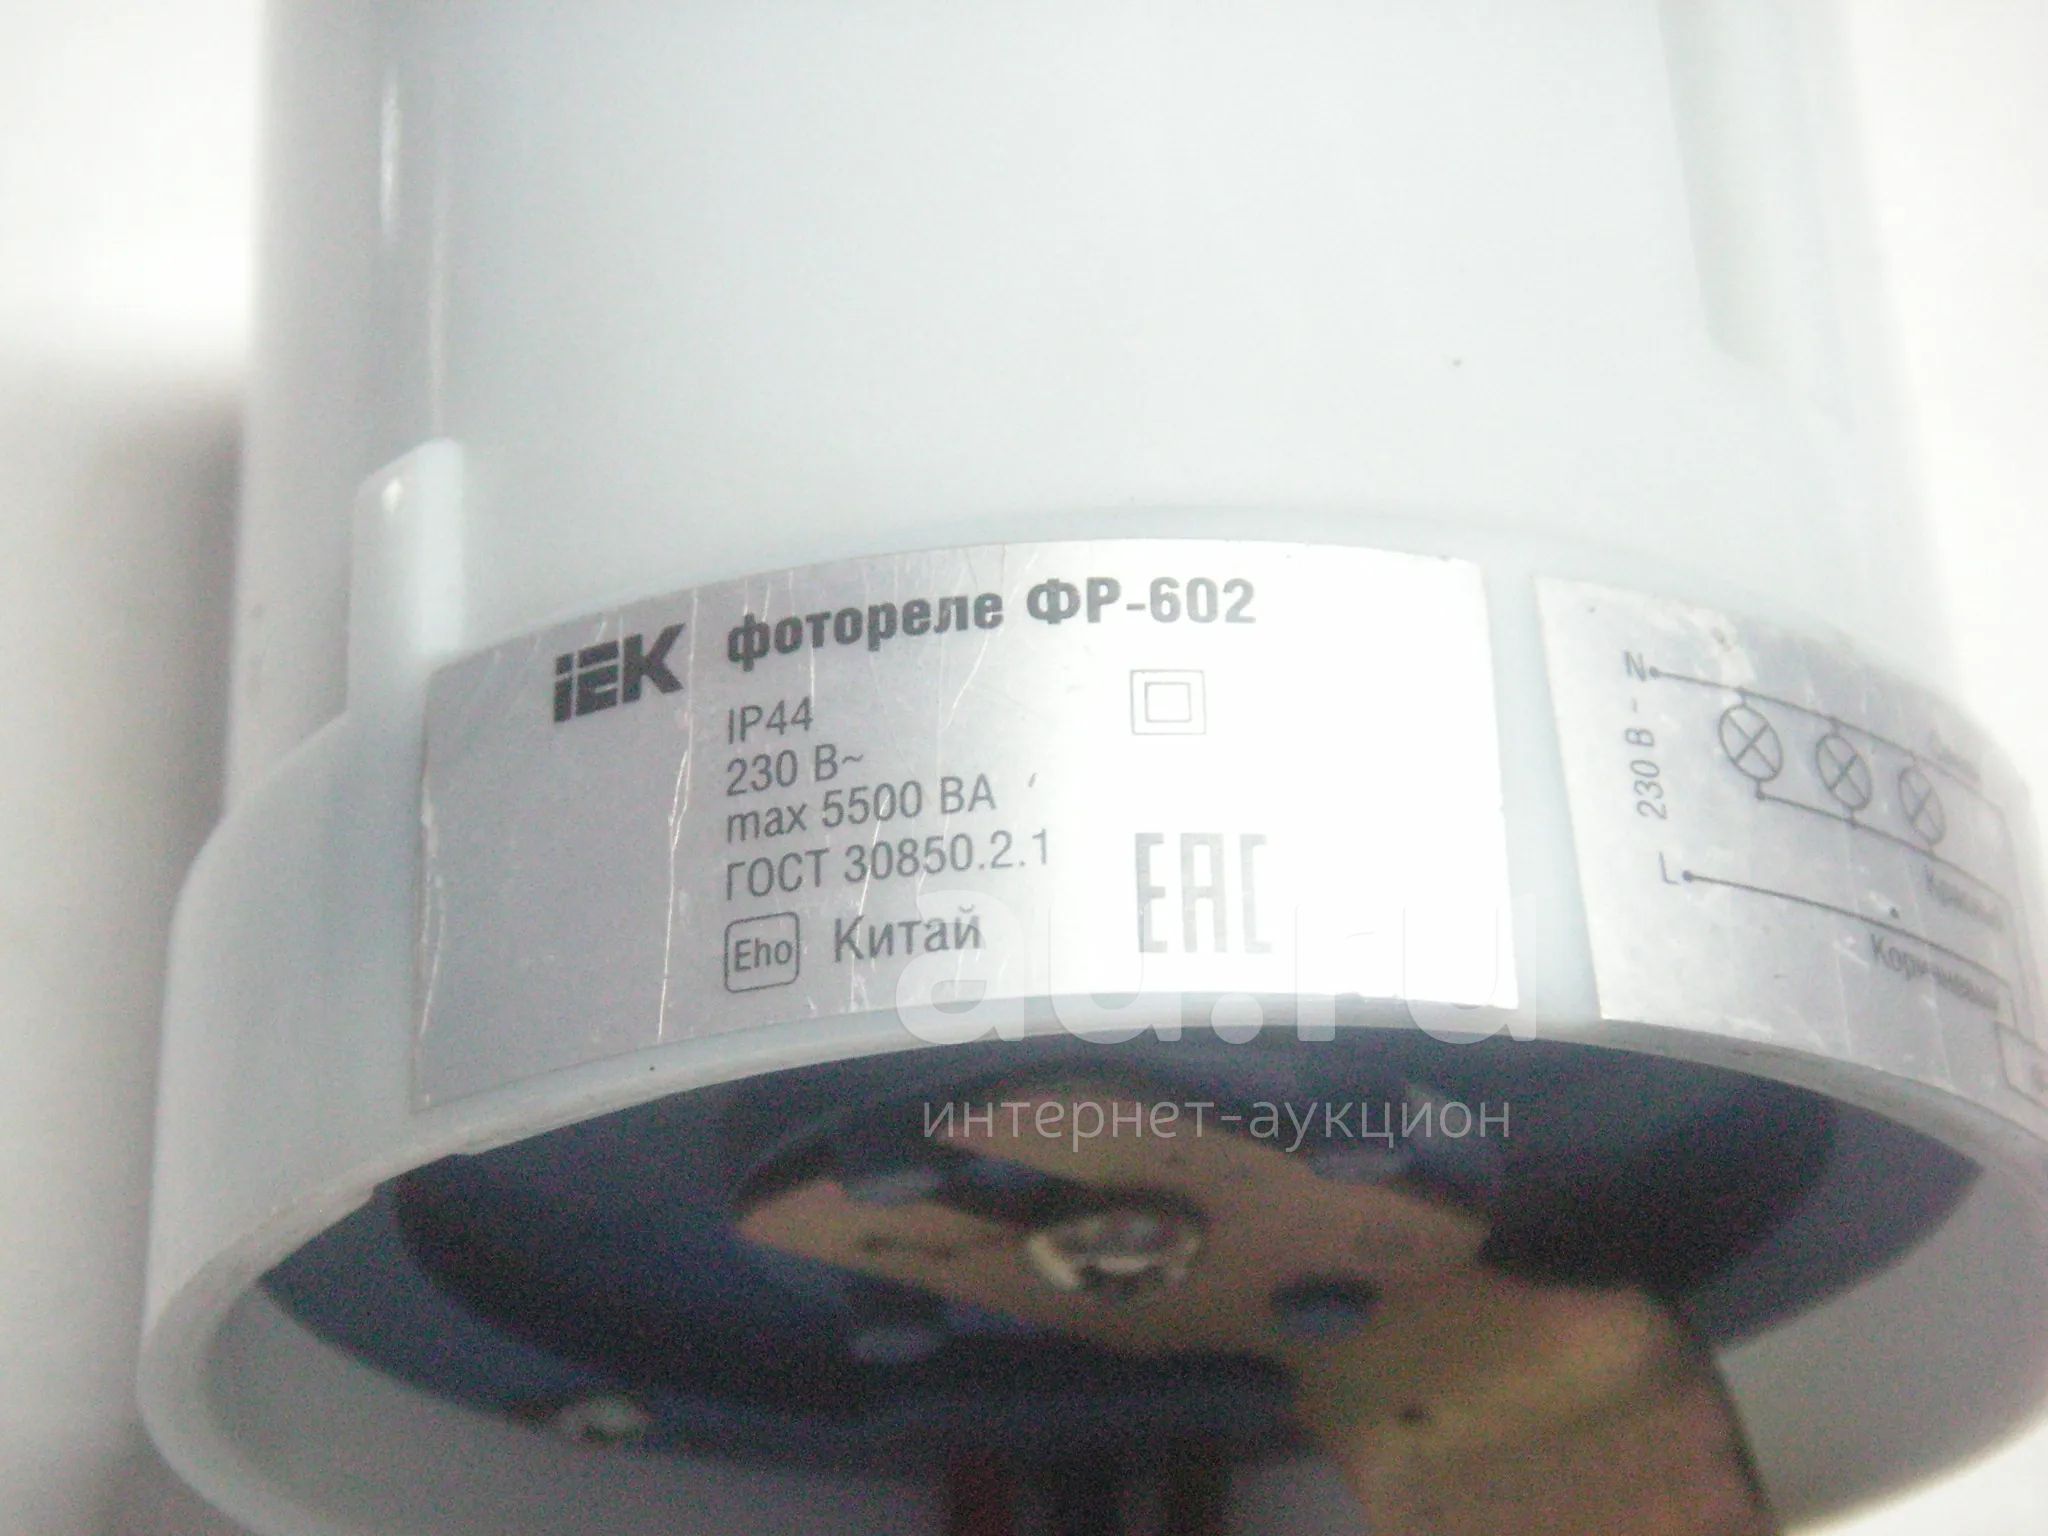 IEK фотореле ФР-602
IP44
230 В~
max 5500 ВА
ГОСТ 30850.2.1
Eho Китай
EAC
N
230 В ~
L
au.ru
интернет-аукцион